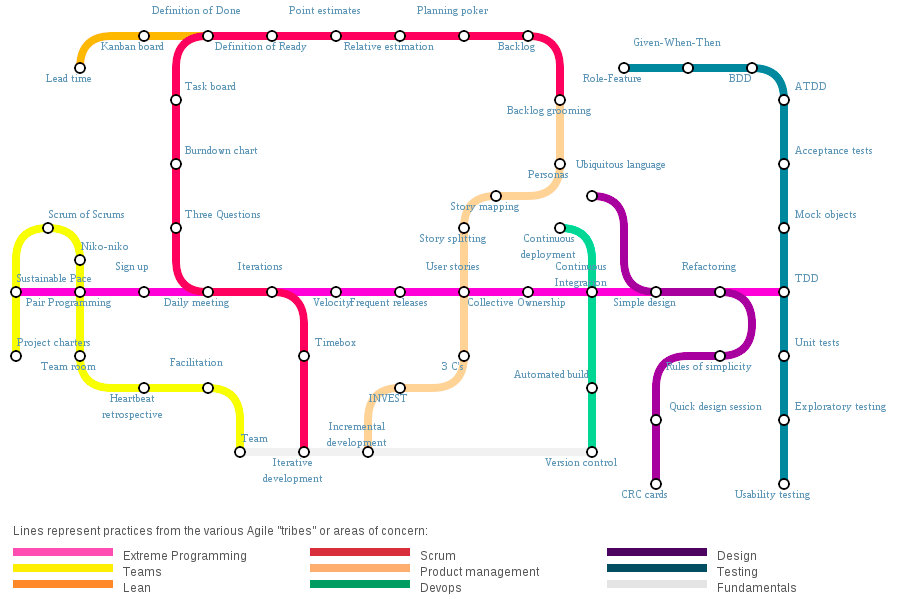 Definition of Done
Point estimates
Planning poker
Kanban board
Definition of Ready
Relative estimation
Backlog
Given-When-Then
Lead time
Role-Feature
BDD
Task board
ATDD
Backlog grooming
Burndown chart
Acceptance tests
Ubiquitous language
Personas
Story mapping
Scrum of Scrums
Three Questions
Mock objects
Niko-niko
Story splitting
Continuous
deployment
Sign up
Iterations
User stories
Continuous
Integration
Refactoring
Sustainable Pace
TDD
Pair Programming
Daily meeting
Velocity
Frequent releases
Collective Ownership
Simple design
Project charters
Timebox
Unit tests
Team room
Facilitation
3 C's
Rules of simplicity
Automated build
Heartbeat
retrospective
INVEST
Quick design session
Exploratory testing
Incremental
development
Team
Iterative
development
Version control
CRC cards
Usability testing
Lines represent practices from the various Agile "tribes" or areas of concern:
Extreme Programming
Scrum
Design
Teams
Product management
Testing
Lean
Devops
Fundamentals